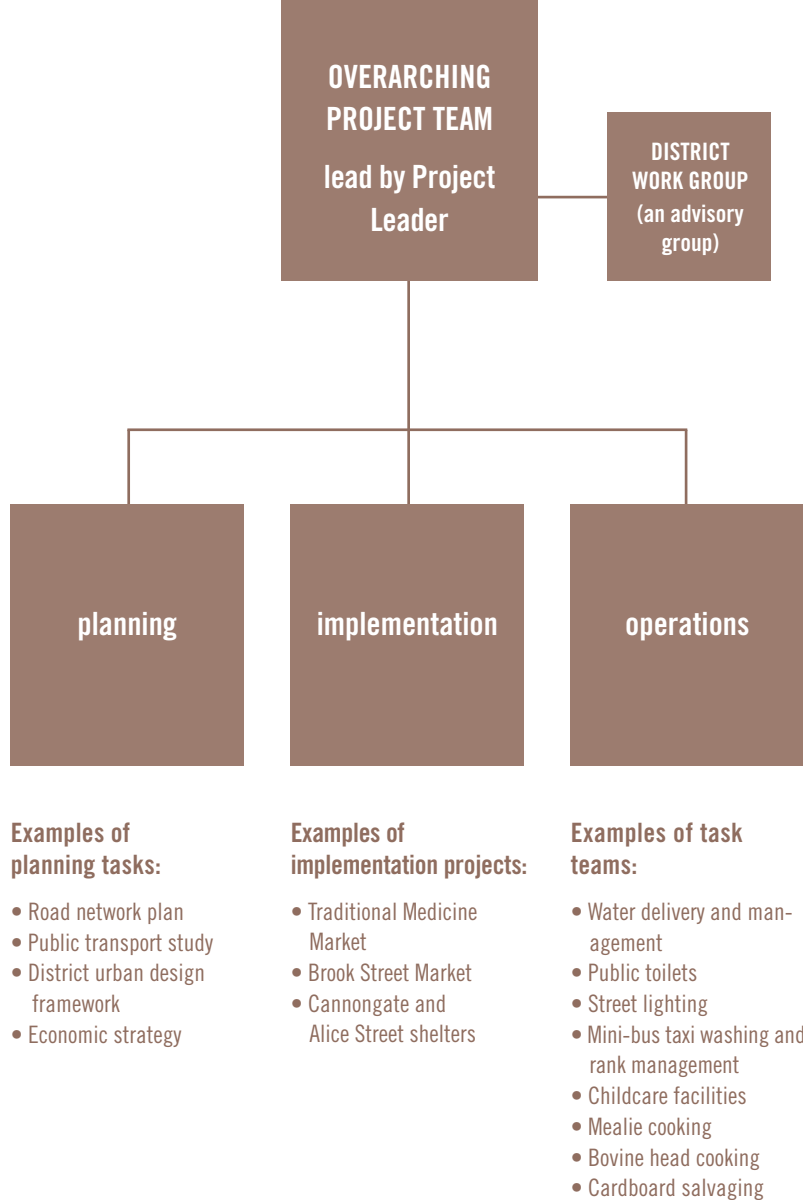 OVERARCHING
PROJECT TEAM
lead by Project
Leader
DISTRICT
WORK GROUP
(an advisory
group)
planning
implementation
operations
Examples of
planning tasks:
• Road network plan
• Public transport study
• District urban design
framework
• Economic strategy
Examples of
implementation projects:
• Traditional Medicine
Market
• Brook Street Market
• Cannongate and
Alice Street shelters
Examples of task
teams:
• Water delivery and man-
agement
• Public toilets
• Street lighting
• Mini-bus taxi washing and
rank management
• Childcare facilities
• Mealie cooking
• Bovine head cooking
• Cardboard salvaging